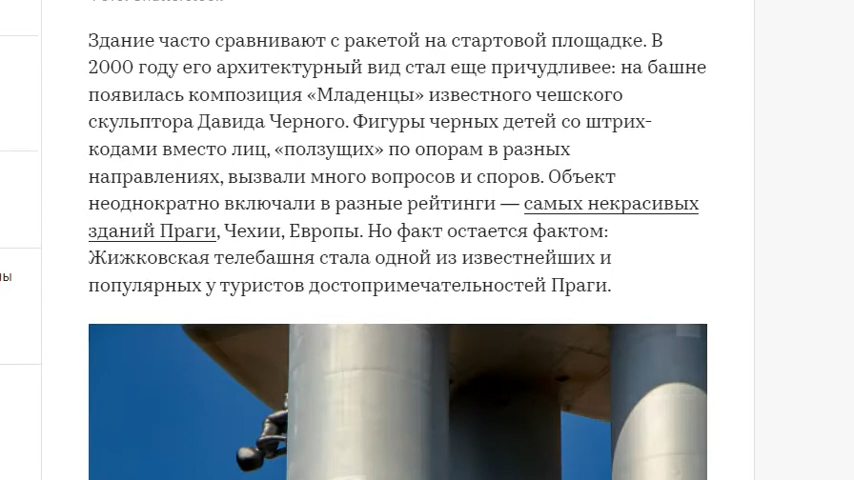 Здание часто сравнивают с ракетой на стартовой площадке. В
2000 году его архитектурный вид стал еще причудливее: на башне
появилась композиция «Младенцы» известного чешского
скульптора Давида Черного. Фигуры черных детей со штрих-
кодами вместо лиц, «ползущих» по опорам в разных
направлениях, вызвали много вопросов и споров. Объект
неоднократно включали в разные рейтинги — самых некрасивых
зданий Праги, Чехии, Европы. Но факт остается фактом:
Жижковская телебашня стала одной из известнейших и
популярных у туристов достопримечательностей Праги.